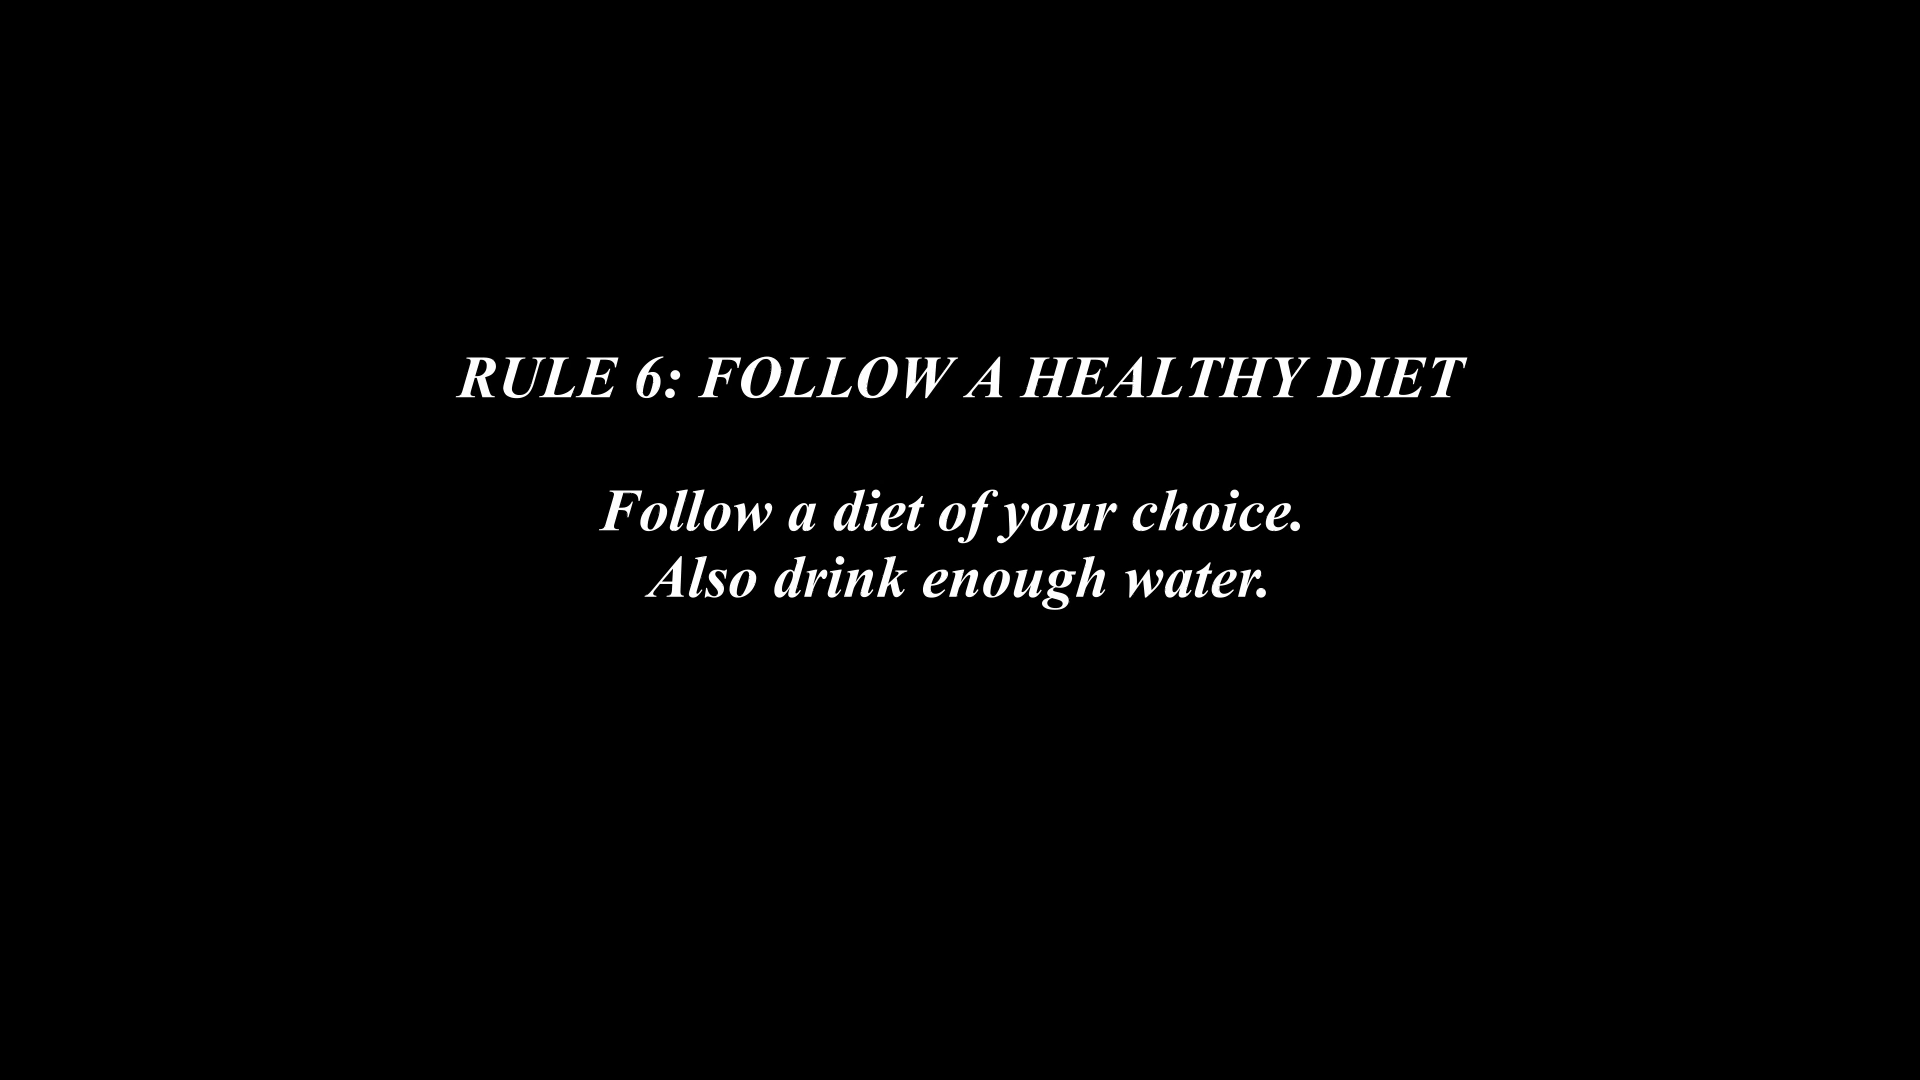 RULE 6: FOLLOW A HEALTHY DIET
Follow a diet of your choice.
Also drink enough water.